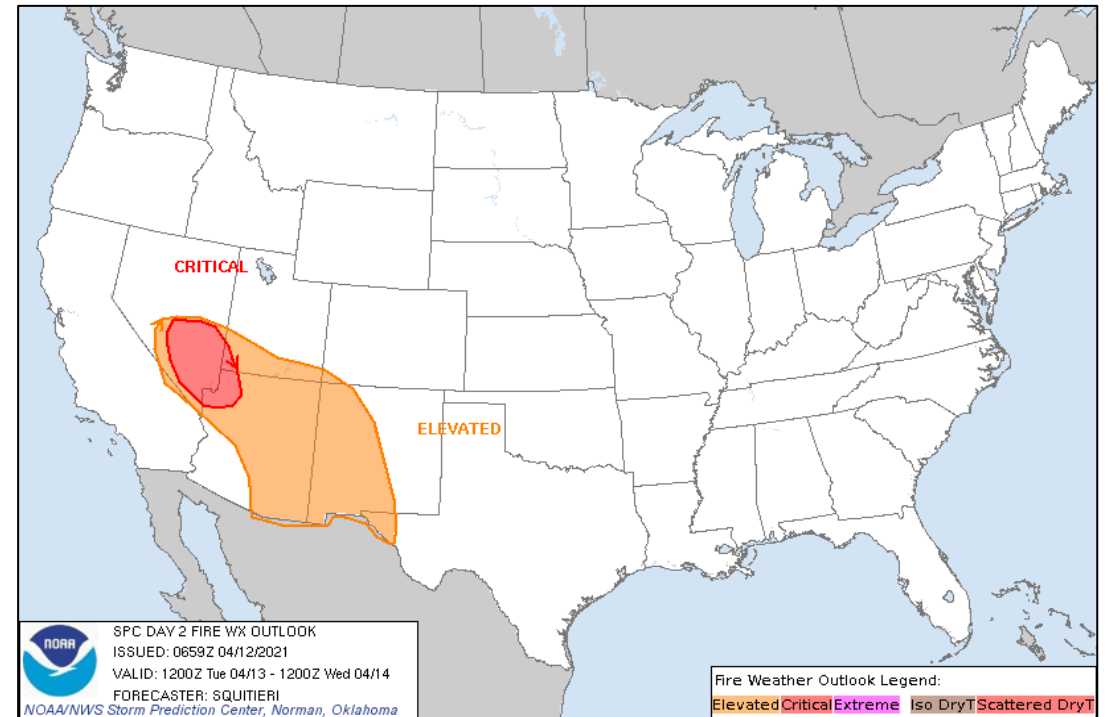 CRITICAL
ELEVATED
NOAA
SPC DAY 2 FIRE WX OUTLOOK
ISSUED: 0659Z 04/12/2021
VALID: 1200Z Tue 04/13 - 1200Z Wed 04/14
FORECASTER: SQUITIERI
NOAA/NWS Storm Prediction Center, Norman, Oklahoma
Fire Weather Outlook Legend:
Elevated Critical Extreme Iso DryT Scattered DryT